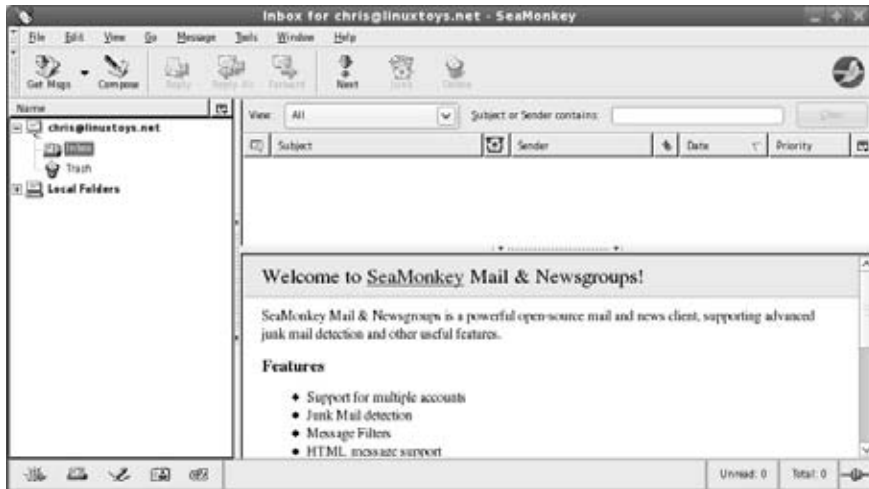 Inbox for chris@linuxtoys.net - SeaMonkey
File Edit View Go Message Tools Window Help
Get Msgs Compose Reply Reply All Forward Next Junk Delete
Name
chris@linuxtoys.net
Inbox
Trash
Local Folders
View: All Subject or Sender contains: Clear
Subject Sender Date Priority
Welcome to SeaMonkey Mail & Newsgroups!
SeaMonkey Mail & Newsgroups is a powerful open-source mail and news client, supporting advanced
junk mail detection and other useful features.
Features
• Support for multiple accounts
• Junk Mail detection
• Message Filters
• HTML message support
Unread: 0 Total: 0